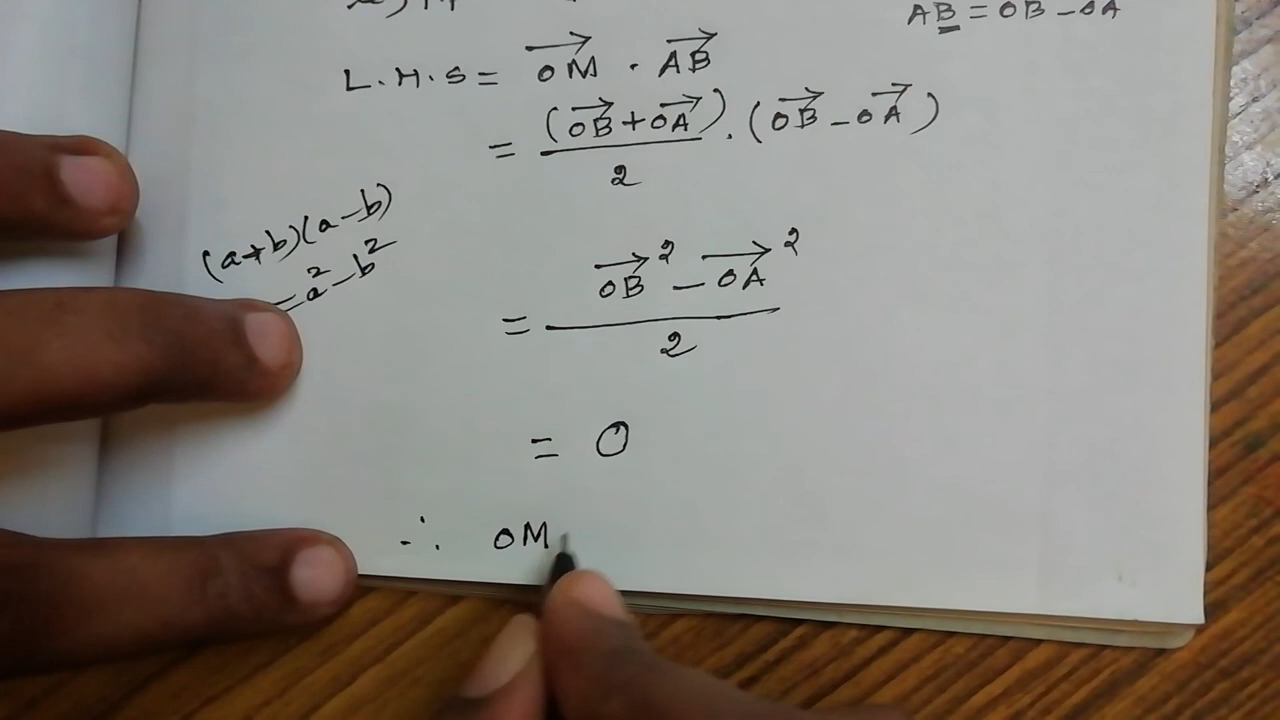 AB = OB - OA
L.H.S = OM . AB
= (OB + OA) . (OB - OA)
2
(a+b)(a-b)
= a² - b²
= OB² - OA²
2
= 0
∴ OM